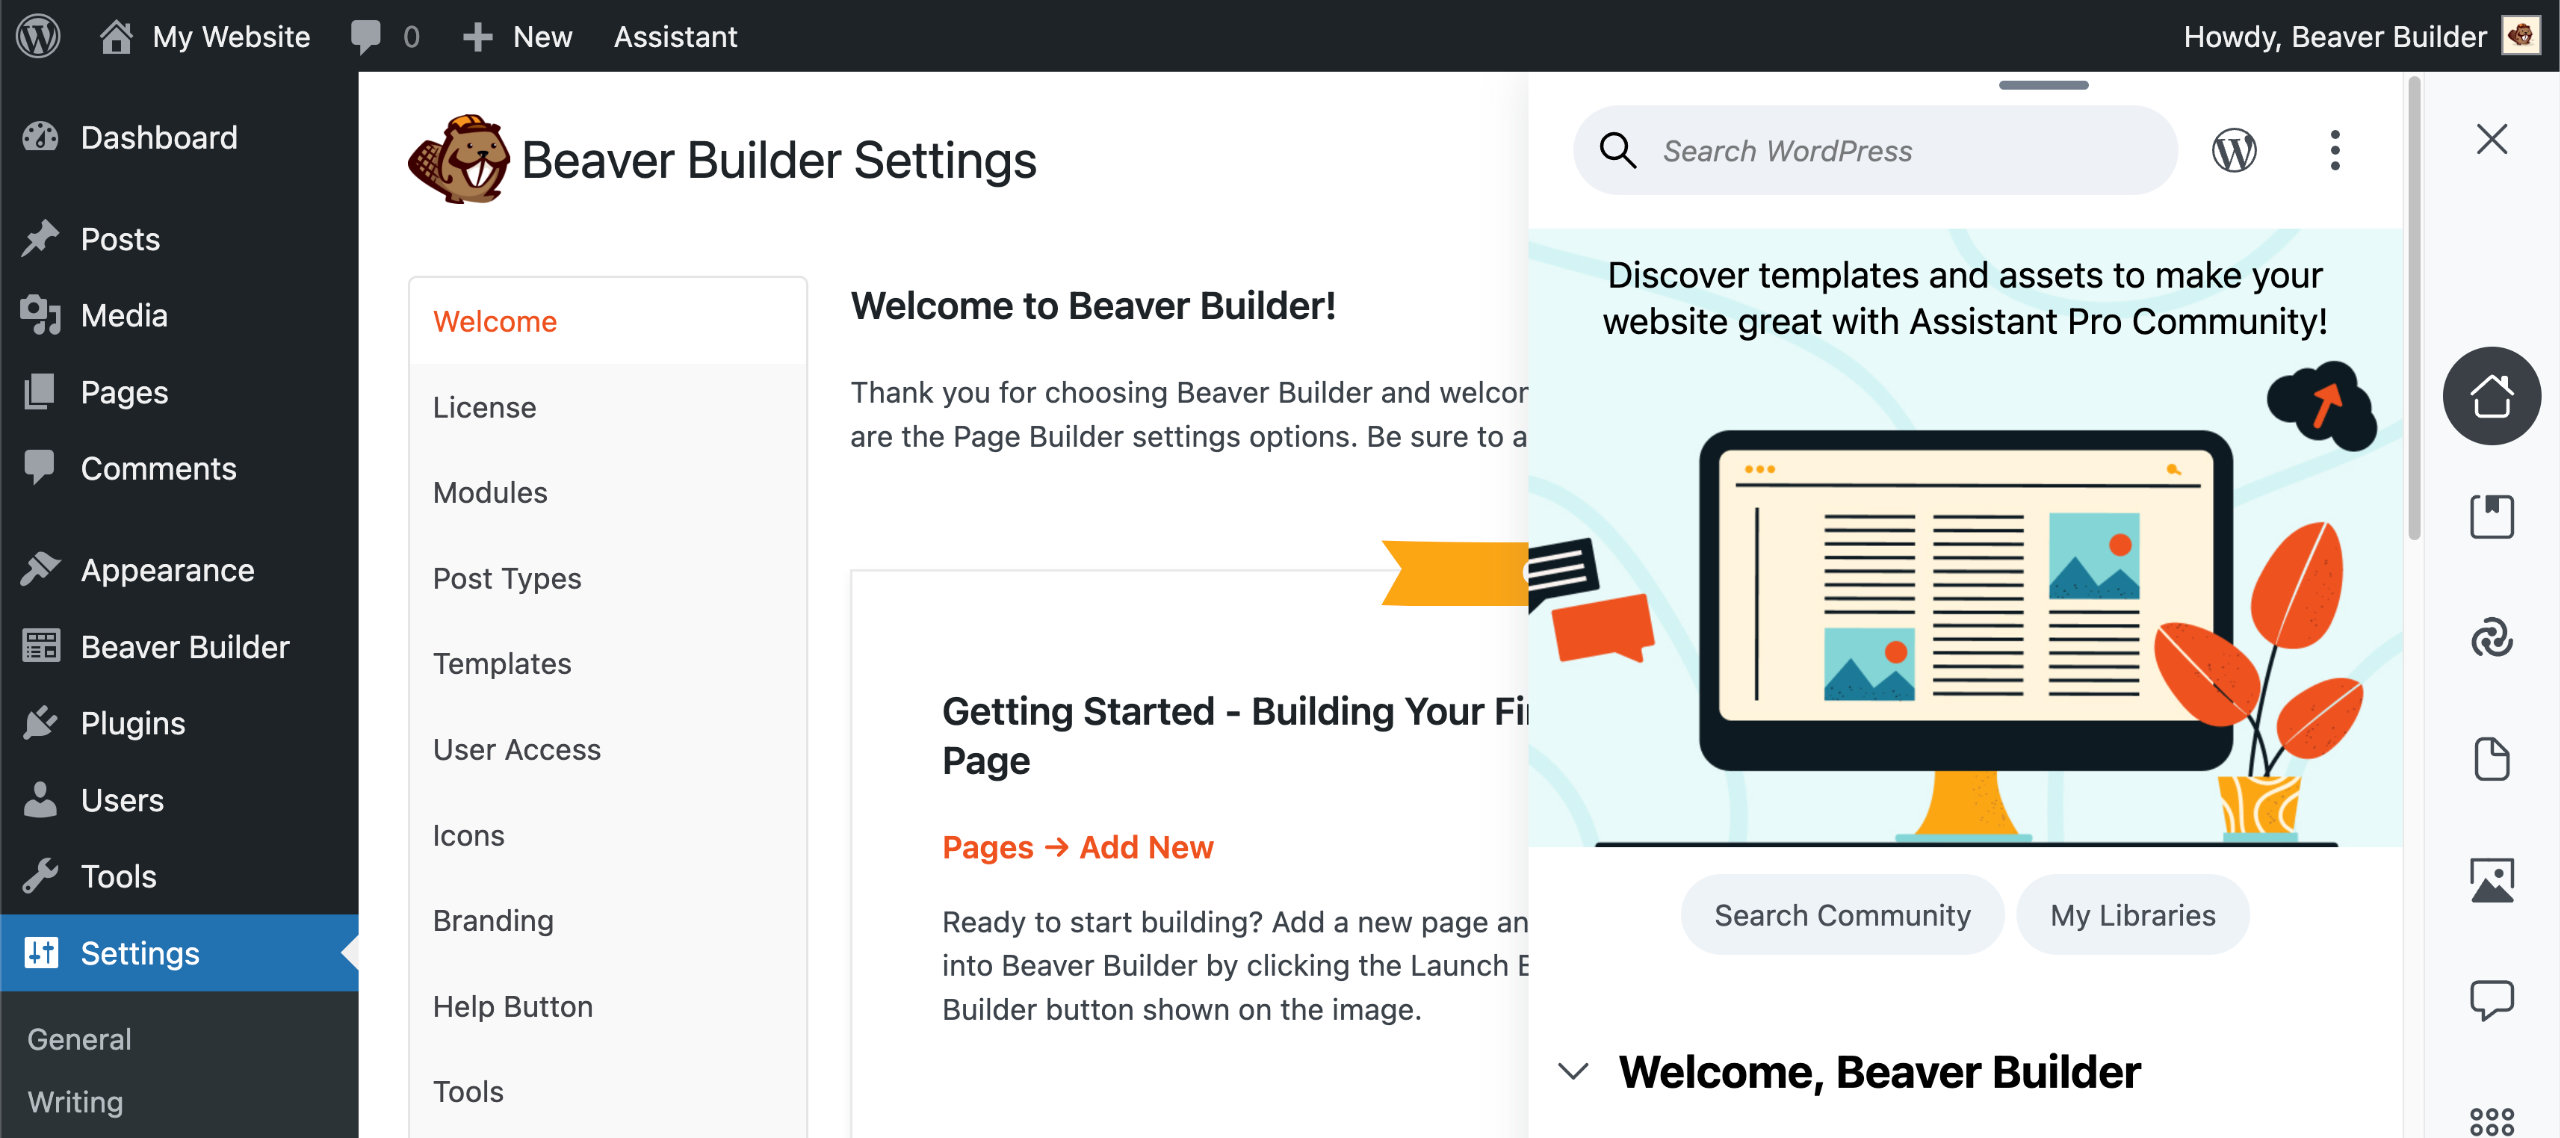 My Website
0
New
Assistant
Howdy, Beaver Builder
Dashboard
Posts
Media
Pages
Comments
Appearance
Beaver Builder
Plugins
Users
Tools
Settings
General
Writing
Beaver Builder Settings
Welcome
License
Modules
Post Types
Templates
User Access
Icons
Branding
Help Button
Tools
Welcome to Beaver Builder!
Thank you for choosing Beaver Builder and
are the Page Builder settings options. Be sure to
Getting Started - Building Your
Page
Pages → Add New
Ready to start building? Add a new page
into Beaver Builder by clicking the Launch
Builder button shown on the image.
Search WordPress
Discover templates and assets to make your
website great with Assistant Pro Community!
Search Community
My Libraries
Welcome, Beaver Builder